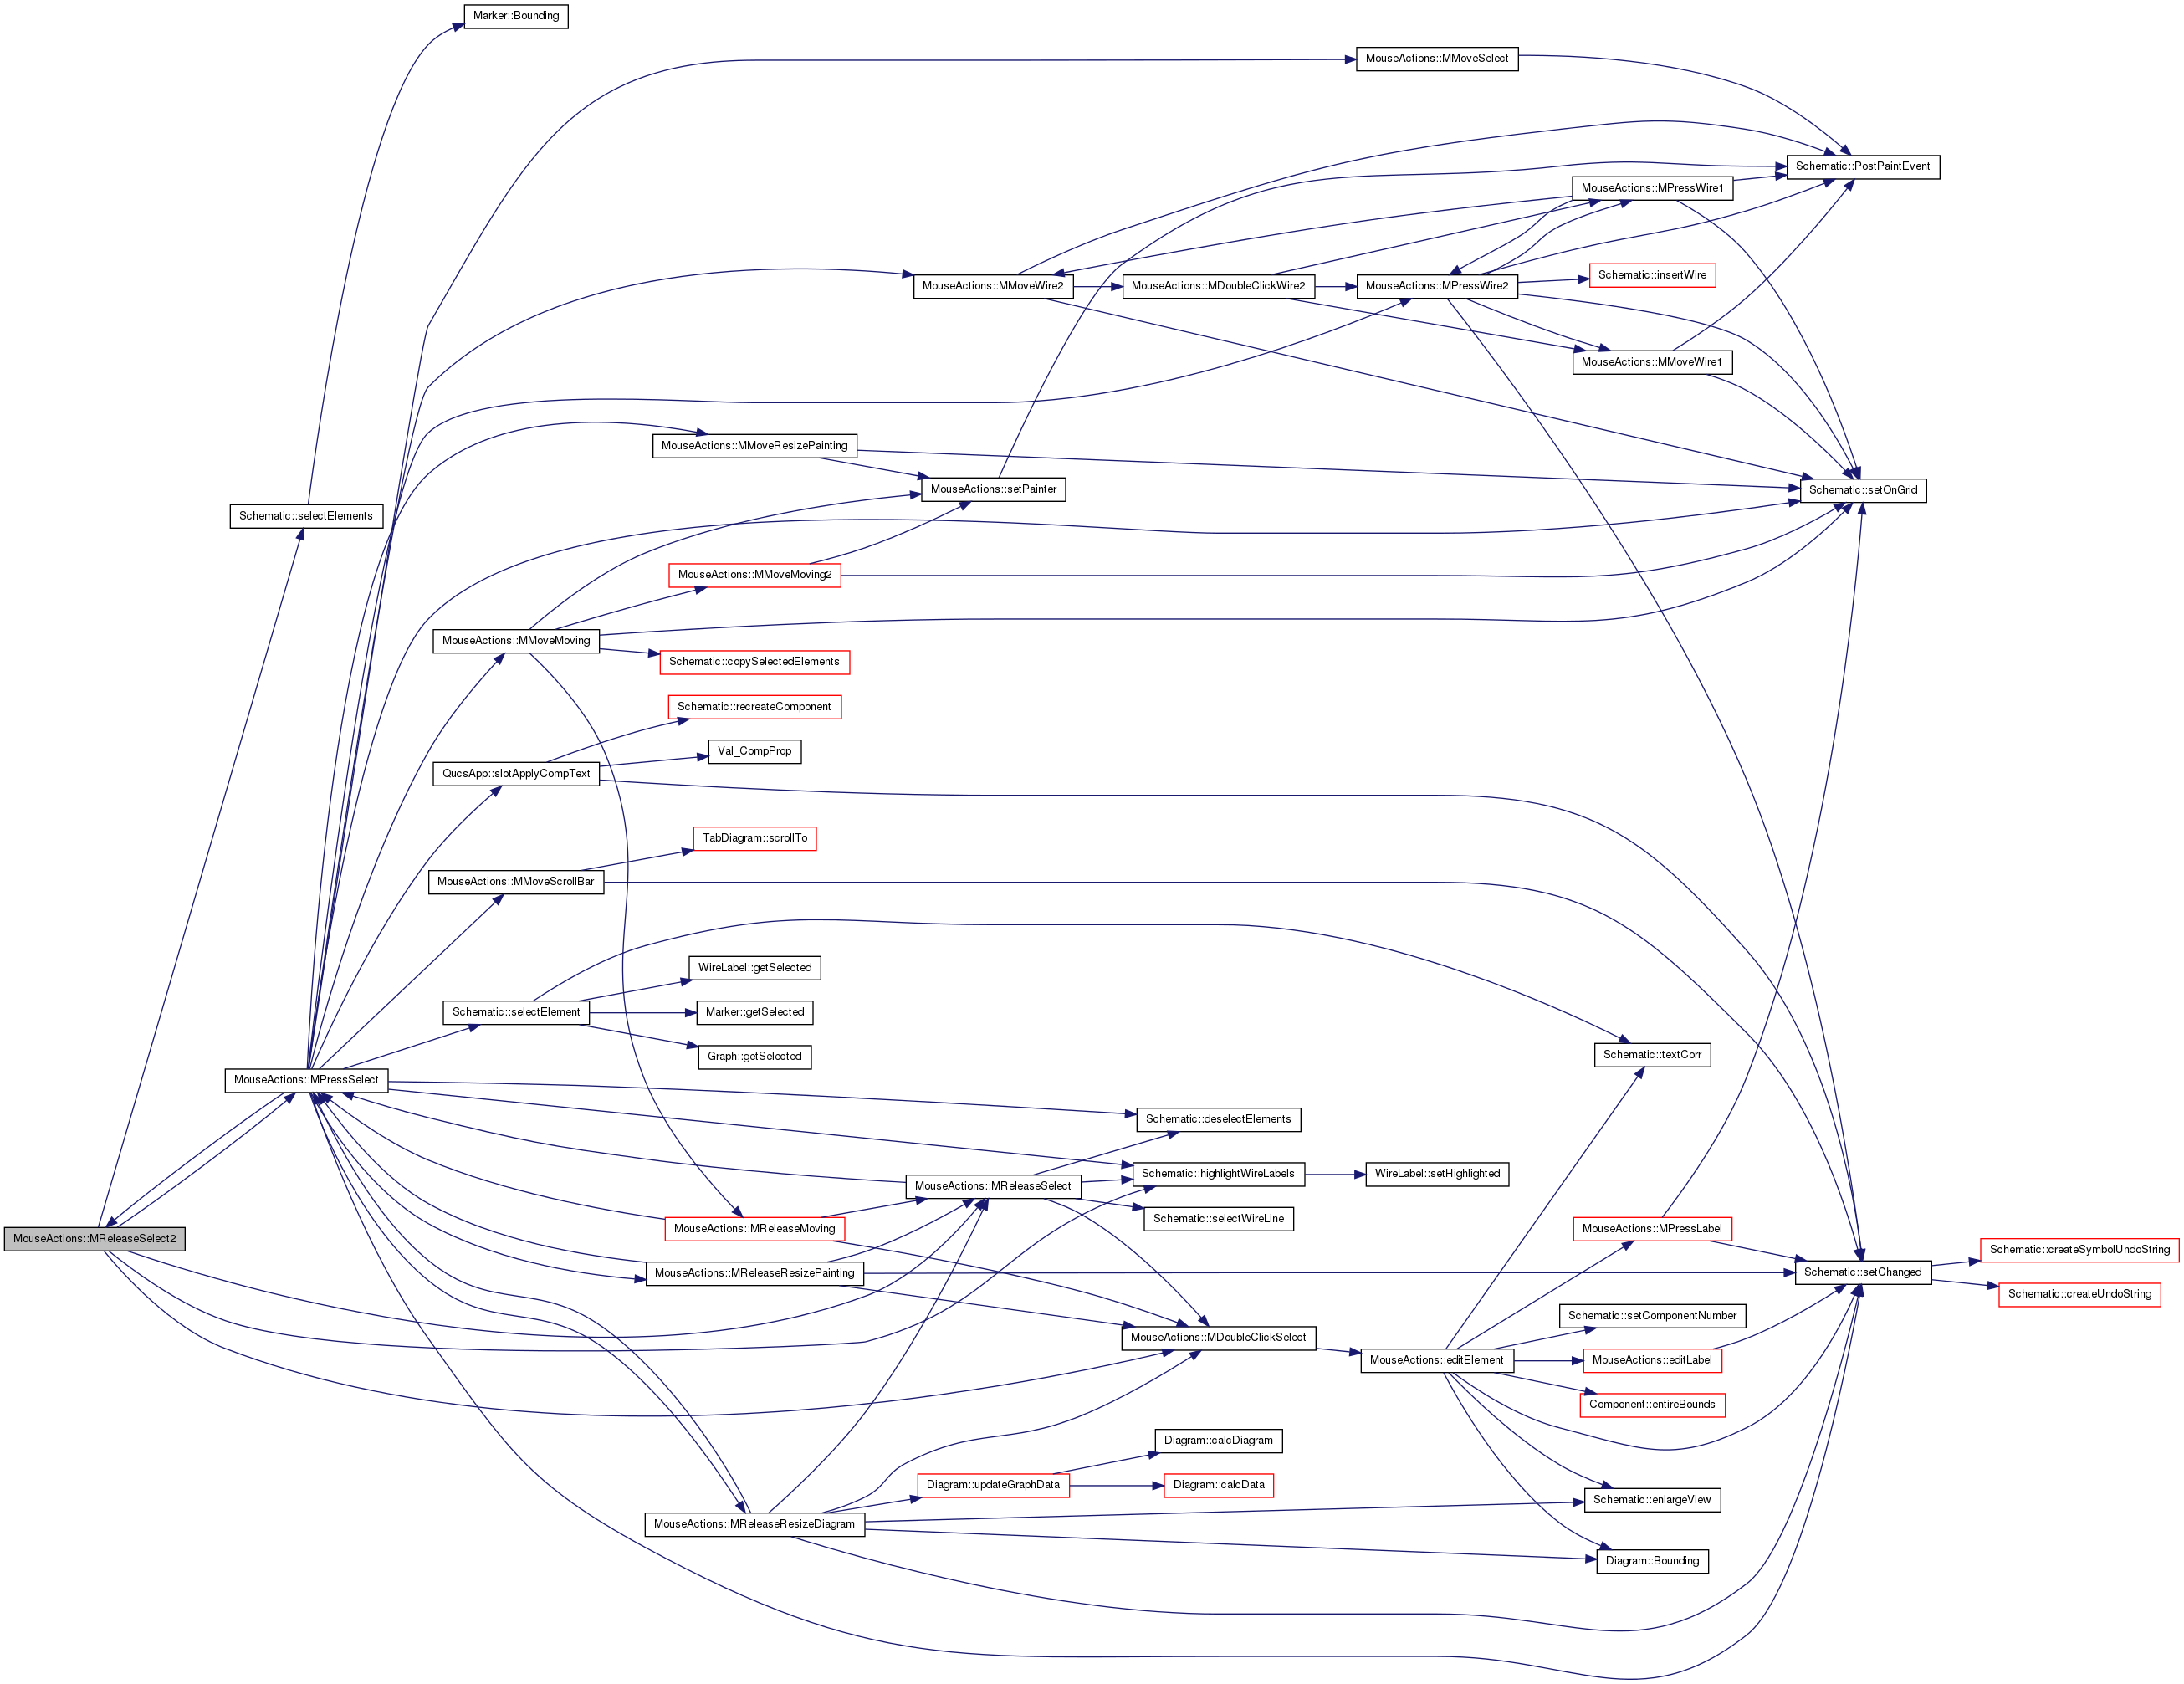 Marker::Bounding
MouseActions::MMoveSelect
Schematic::PostPaintEvent
MouseActions::MPressWire1
Schematic::insertWire
MouseActions::MMoveWire2
MouseActions::MDoubleClickWire2
MouseActions::MPressWire2
MouseActions::MMoveWire1
MouseActions::MMoveResizePainting
MouseActions::setPainter
Schematic::setOnGrid
Schematic::selectElements
MouseActions::MMoveMoving2
MouseActions::MMoveMoving
Schematic::copySelectedElements
Schematic::recreateComponent
Val_CompProp
QucsApp::slotApplyCompText
TabDiagram::scrollTo
MouseActions::MMoveScrollBar
WireLabel::getSelected
Schematic::selectElement
Marker::getSelected
Graph::getSelected
Schematic::textCorr
MouseActions::MPressSelect
Schematic::deselectElements
Schematic::highlightWireLabels
WireLabel::setHighlighted
MouseActions::MReleaseSelect
Schematic::selectWireLine
MouseActions::MReleaseMoving
MouseActions::MPressLabel
MouseActions::MReleaseSelect2
Schematic::createSymbolUndoString
MouseActions::MReleaseResizePainting
Schematic::setChanged
Schematic::createUndoString
Schematic::setComponentNumber
MouseActions::MDoubleClickSelect
MouseActions::editElement
MouseActions::editLabel
Component::entireBounds
Diagram::calcDiagram
Diagram::updateGraphData
Diagram::calcData
Schematic::enlargeView
MouseActions::MReleaseResizeDiagram
Diagram::Bounding